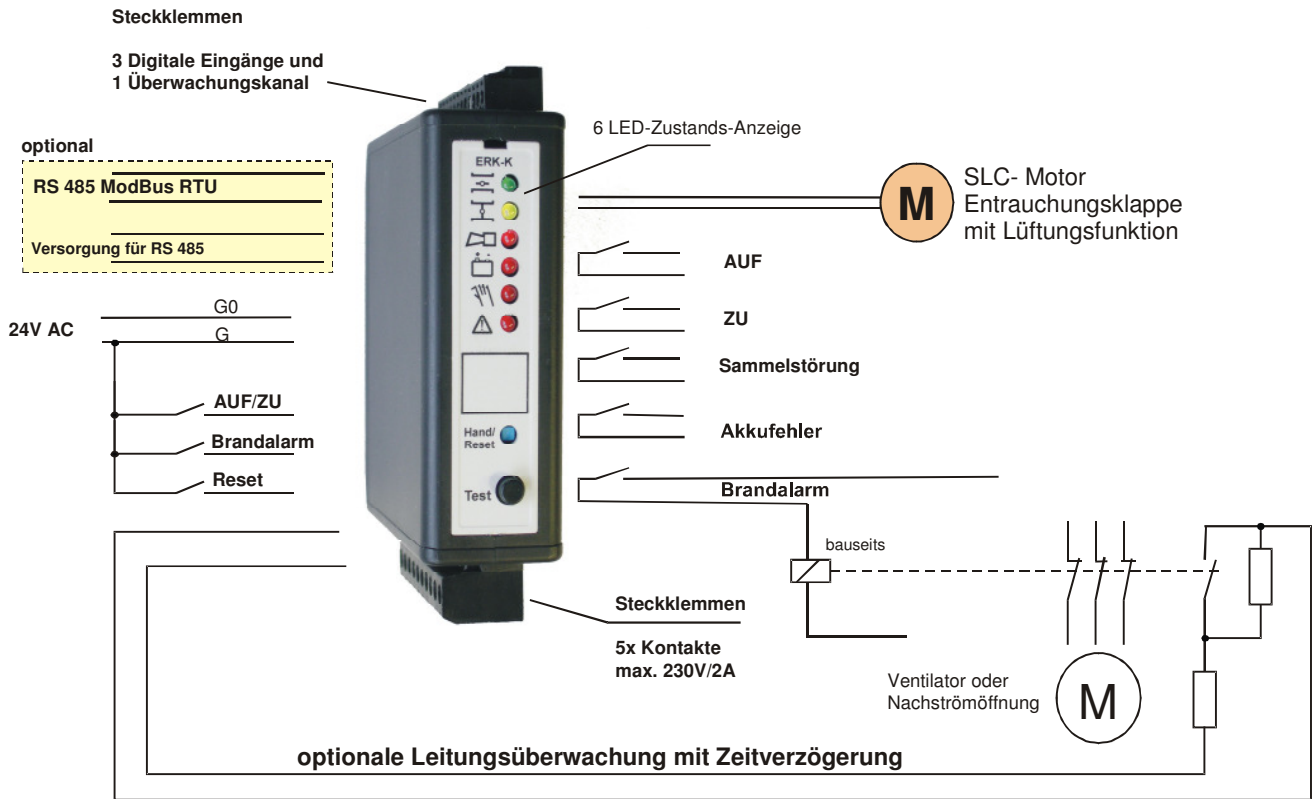 Steckklemmen
3 Digitale Eingänge und
1 Überwachungskanal
6 LED-Zustands-Anzeige
optional
RS 485 ModBus RTU
Versorgung für RS 485
ERK-K
M
SLC- Motor
Entrauchungsklappe
mit Lüftungsfunktion
AUF
ZU
Sammelstörung
Akkufehler
Brandalarm
24V AC
G0
G
AUF/ZU
Brandalarm
Reset
Hand/
Reset
Test
bauseits
Steckklemmen
5x Kontakte
max. 230V/2A
Ventilator oder
Nachströmöffnung
M
optionale Leitungsüberwachung mit Zeitverzögerung